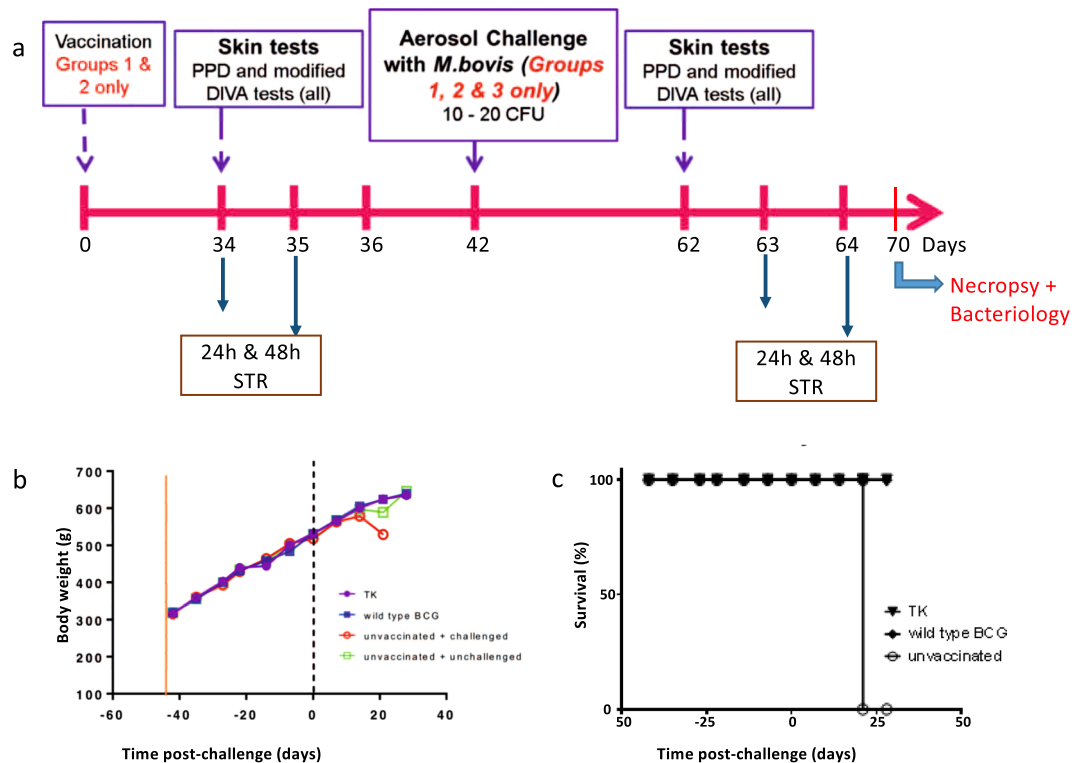 a
Vaccination
Groups 1 &
2 only
Skin tests
PPD and modified
DIVA tests (all)
Aerosol Challenge
with M.bovis (Groups
1, 2 & 3 only)
10 - 20 CFU
Skin tests
PPD and modified
DIVA tests (all)
0
34
35
36
42
62
63
64
70
Days
24h & 48h
STR
24h & 48h
STR
Necropsy +
Bacteriology
b
Body weight (g)
700
600
500
400
300
200
100
-60
-40
-20
0
20
40
TK
wild type BCG
unvaccinated + challenged
unvaccinated + unchallenged
Time post-challenge (days)
c
Survival (%)
100
50
0
50
-25
0
25
50
TK
wild type BCG
unvaccinated
Time post-challenge (days)